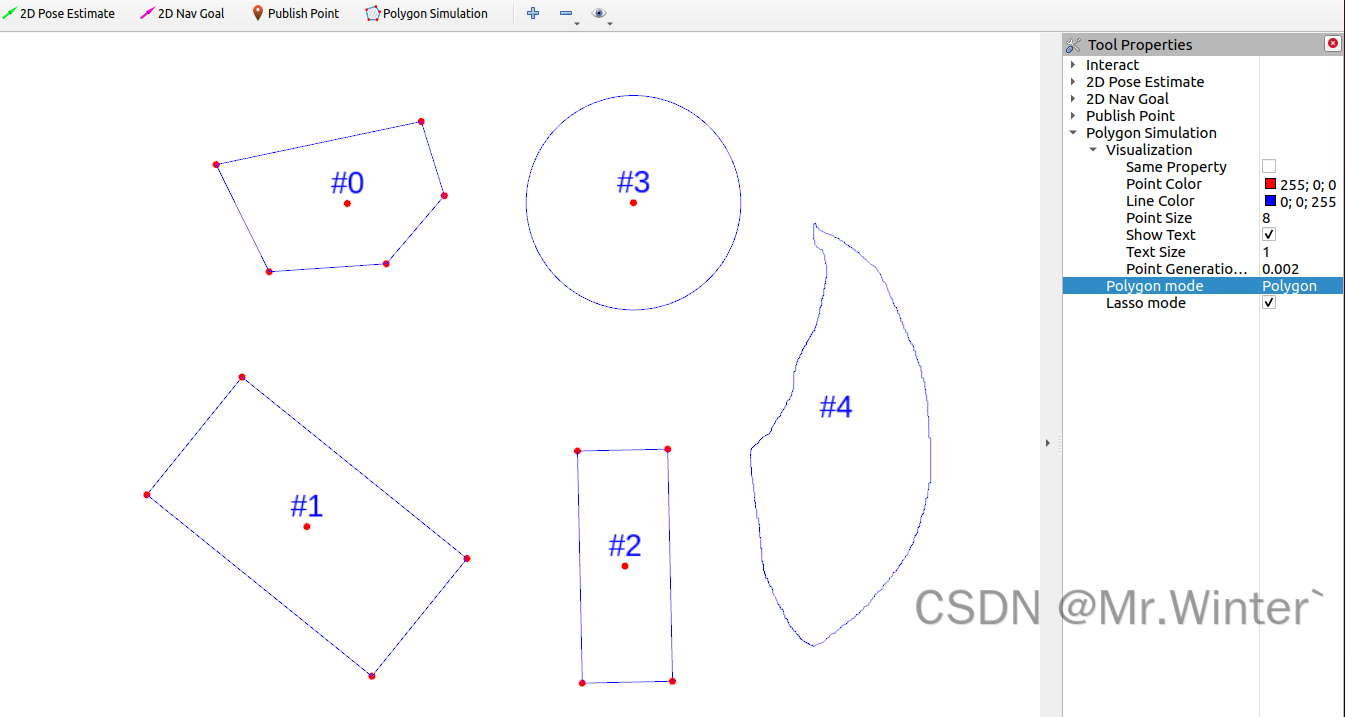 2D Pose Estimate 2D Nav Goal Publish Point Polygon Simulation
Tool Properties
Interact
2D Pose Estimate
2D Nav Goal
Publish Point
Polygon Simulation
Visualization
Same Property
Point Color 255; 0; 0
Line Color 0; 0; 255
Point Size 8
Show Text
Text Size 1
Point Generatio... 0.002
Polygon mode Polygon
Lasso mode
#0
#3
#4
#1
#2
CSDN @Mr.Winter`